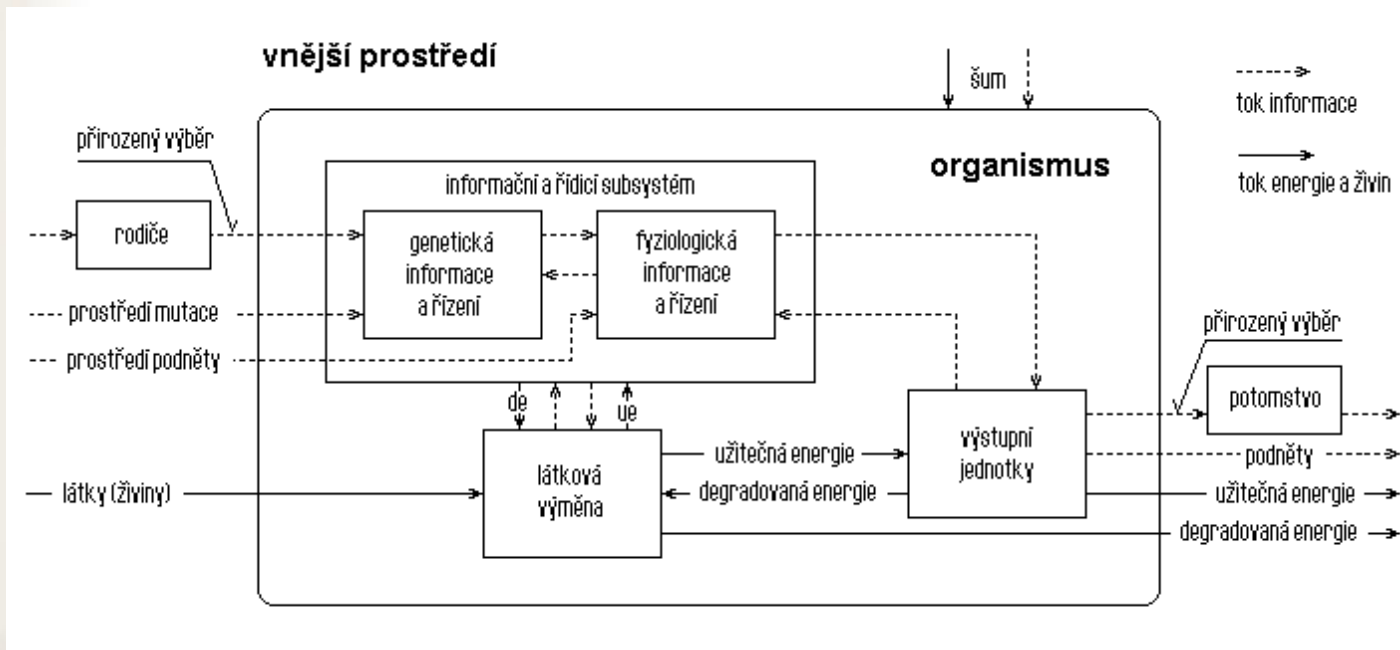 vnější prostředí
šum
tok informace
přirozený výběr
organismus
tok energie a živin
informační a řídicí subsystém
rodiče
genetická
informace
a řízení
fyziologická
informace
a řízení
prostředí mutace
prostředí podněty
přirozený výběr
potomstvo
de
ue
látková
výměna
užitečná energie
degradovaná energie
výstupní
jednotky
podněty
látky (živiny)
užitečná energie
degradovaná energie